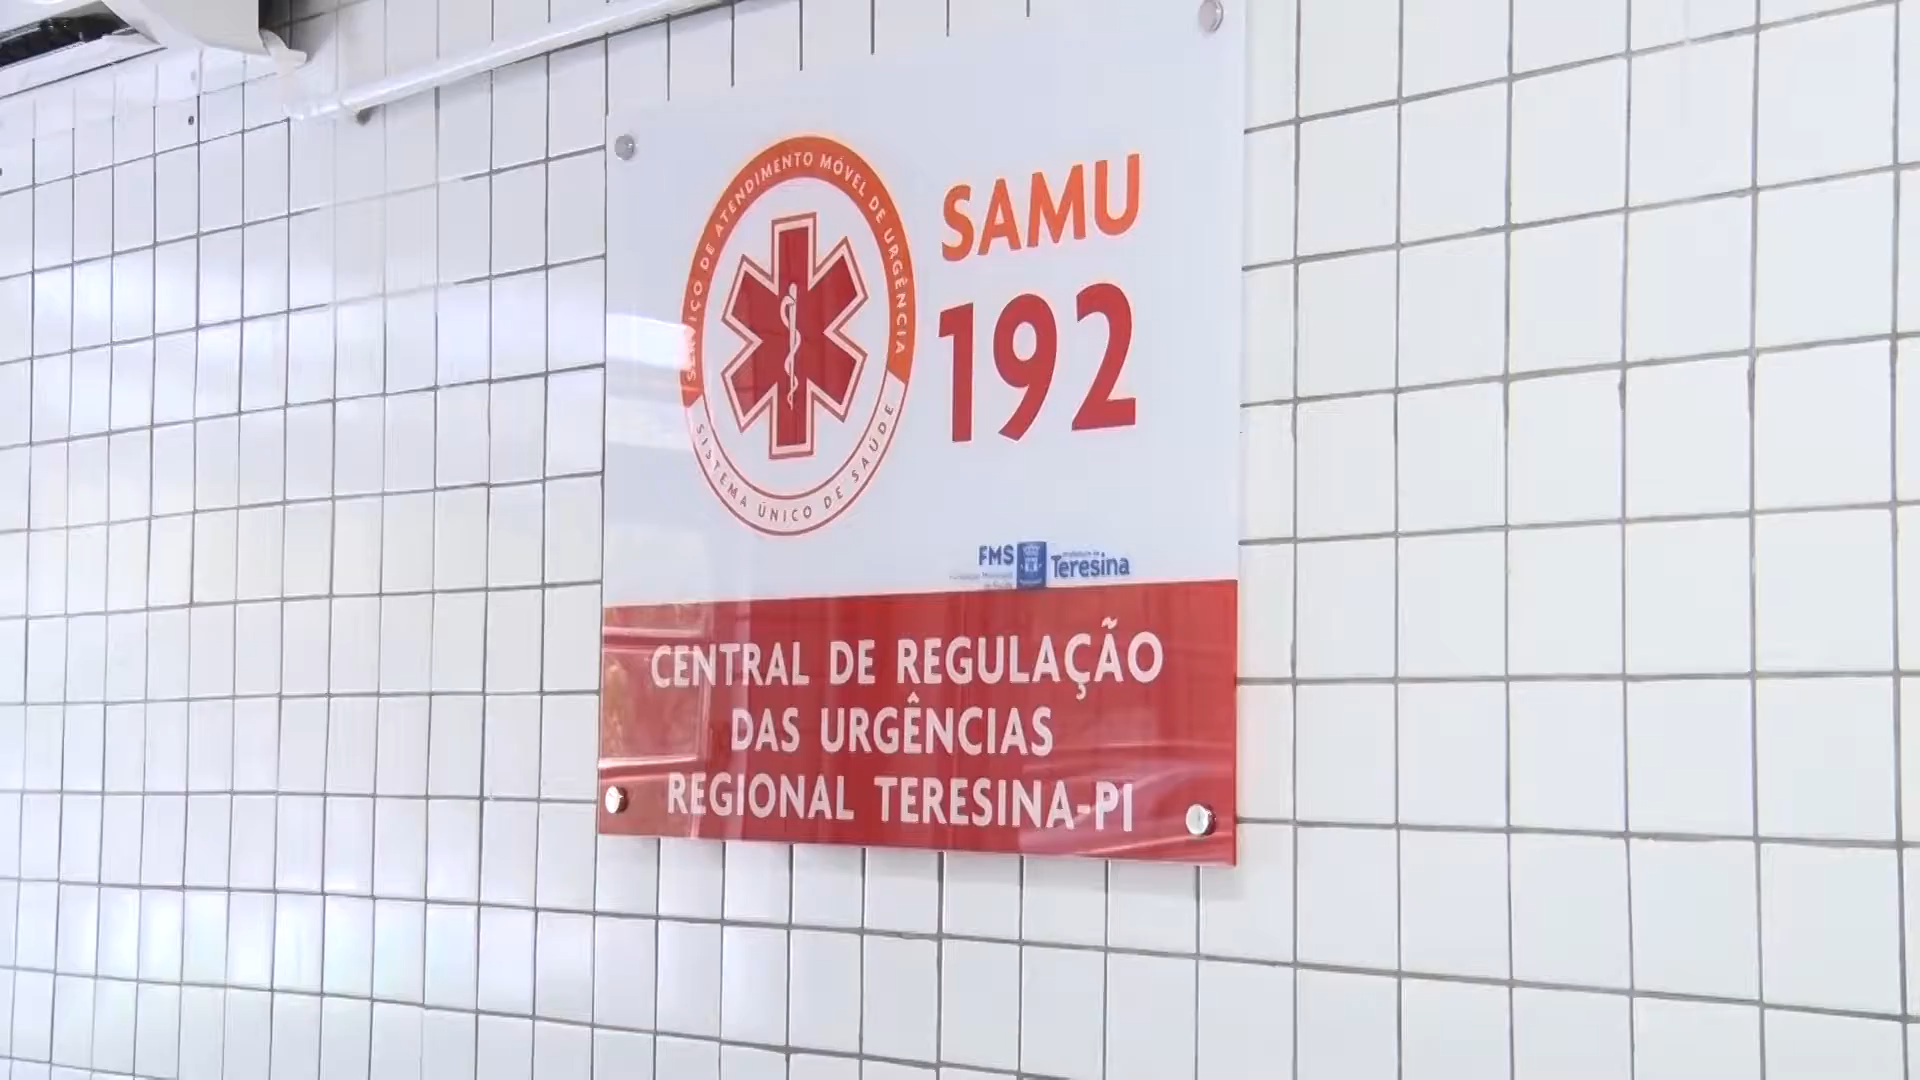 SERVIÇO DE ATENDIMENTO MÓVEL DE URGÊNCIA
SISTEMA ÚNICO DE SAÚDE
SAMU
192
FMS
Teresina
CENTRAL DE REGULAÇÃO
DAS URGÊNCIAS
REGIONAL TERESINA-PI